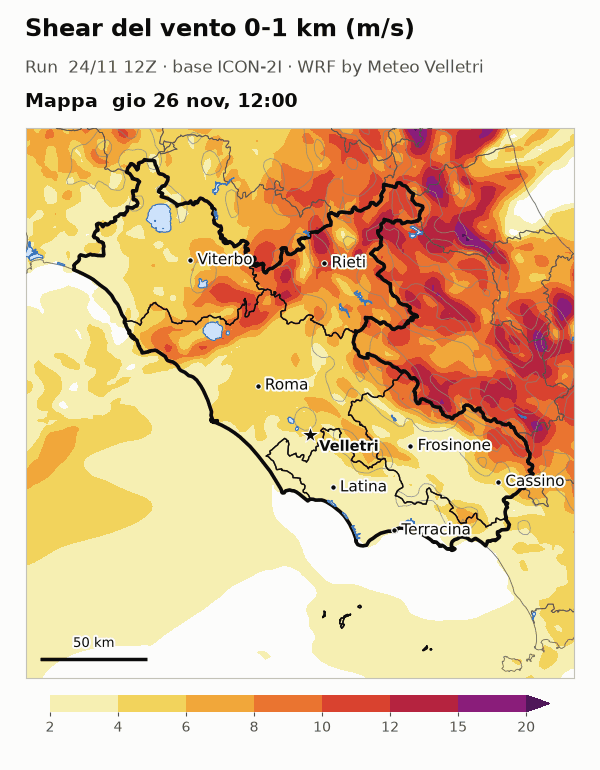 Shear del vento 0-1 km (m/s)
Run  24/11 12Z · base ICON-2I · WRF by Meteo Velletri
Mappa  gio 26 nov, 12:00
Viterbo
Rieti
Roma
Velletri
Frosinone
Cassino
Latina
Terracina
50 km
2 4 6 8 10 12 15 20